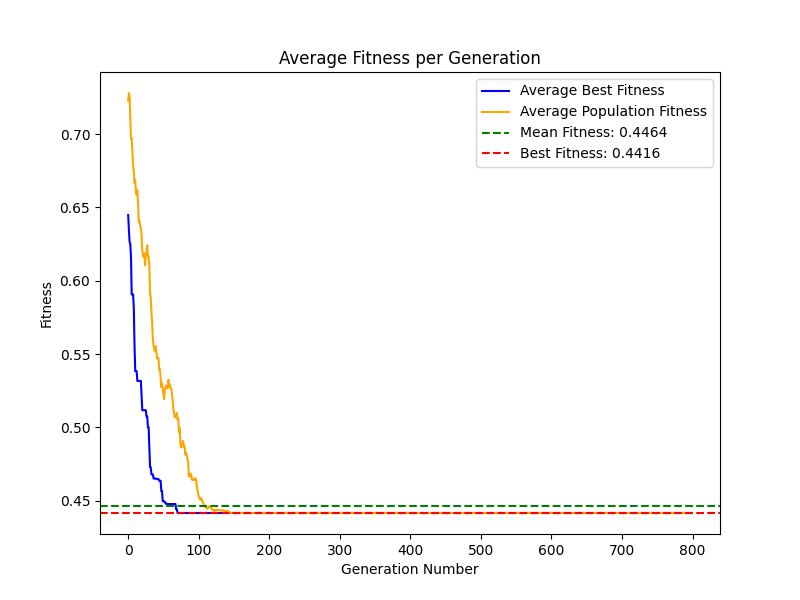 Average Fitness per Generation
Average Best Fitness
Average Population Fitness
Mean Fitness: 0.4464
Best Fitness: 0.4416
Fitness
0.70
0.65
0.60
0.55
0.50
0.45
0 100 200 300 400 500 600 700 800
Generation Number